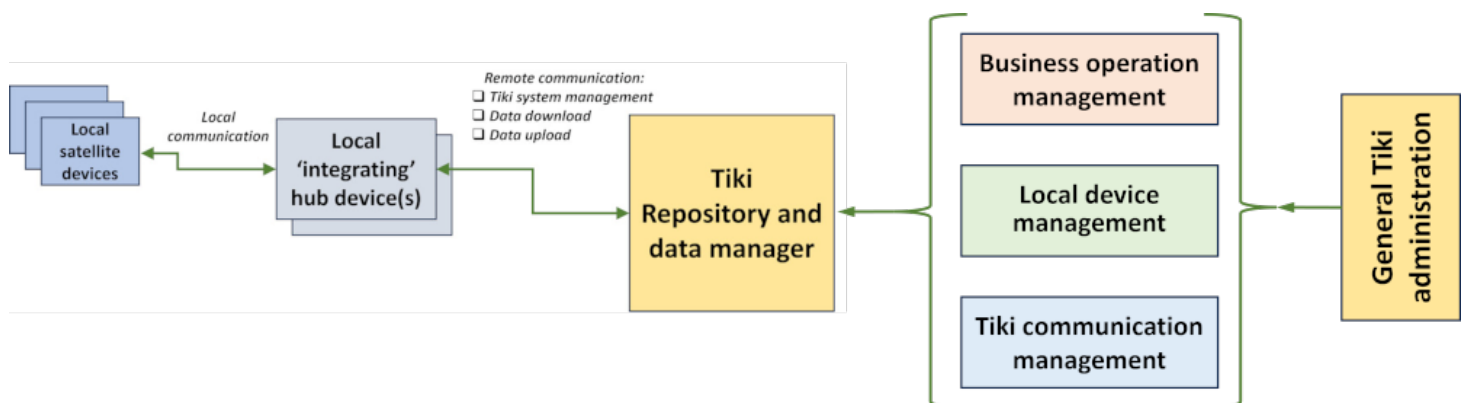 Local
satellite
devices
Local
communication
Local
‘integrating’
hub device(s)
Remote communication:
❑ Tiki system management
❑ Data download
❑ Data upload
Tiki
Repository and
data manager
Business operation
management
Local device
management
Tiki communication
management
General Tiki
administration